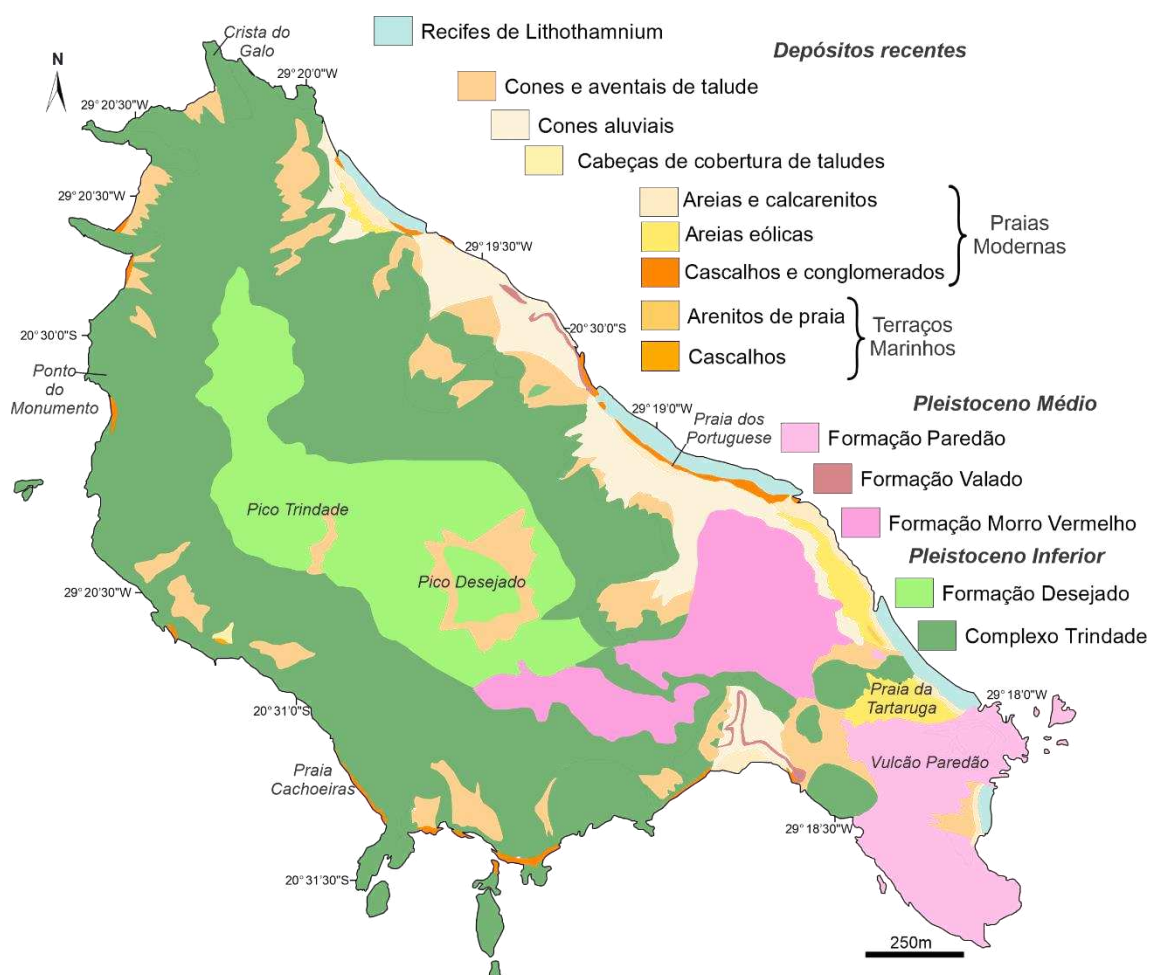 Crista do
Galo
N
29° 20'0"W
29° 20'30"W
29° 20'30"W
29° 19'30"W
20° 30'0"S
20° 30'0"S
Ponto
do
Monumento
29° 19'0"W
Praia dos
Portuguese
Pico Trindade
Pico Desejado
29° 20'30"W
20° 31'0"S
Praia
Cachoeiras
Praia da
Tartaruga
29° 18'0"W
Vulcão Paredão
29° 18'30"W
20° 31'30"S
250m
Recifes de Lithothamnium
Depósitos recentes
Cones e aventais de talude
Cones aluviais
Cabeças de cobertura de taludes
Areias e calcarenitos
Areias eólicas
Cascalhos e conglomerados
Praias
Modernas
Arenitos de praia
Cascalhos
Terraços
Marinhos
Pleistoceno Médio
Formação Paredão
Formação Valado
Formação Morro Vermelho
Pleistoceno Inferior
Formação Desejado
Complexo Trindade